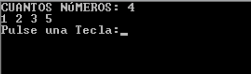 CUANTOS NÚMEROS: 4
1 2 3 5
Pulse una Tecla:_